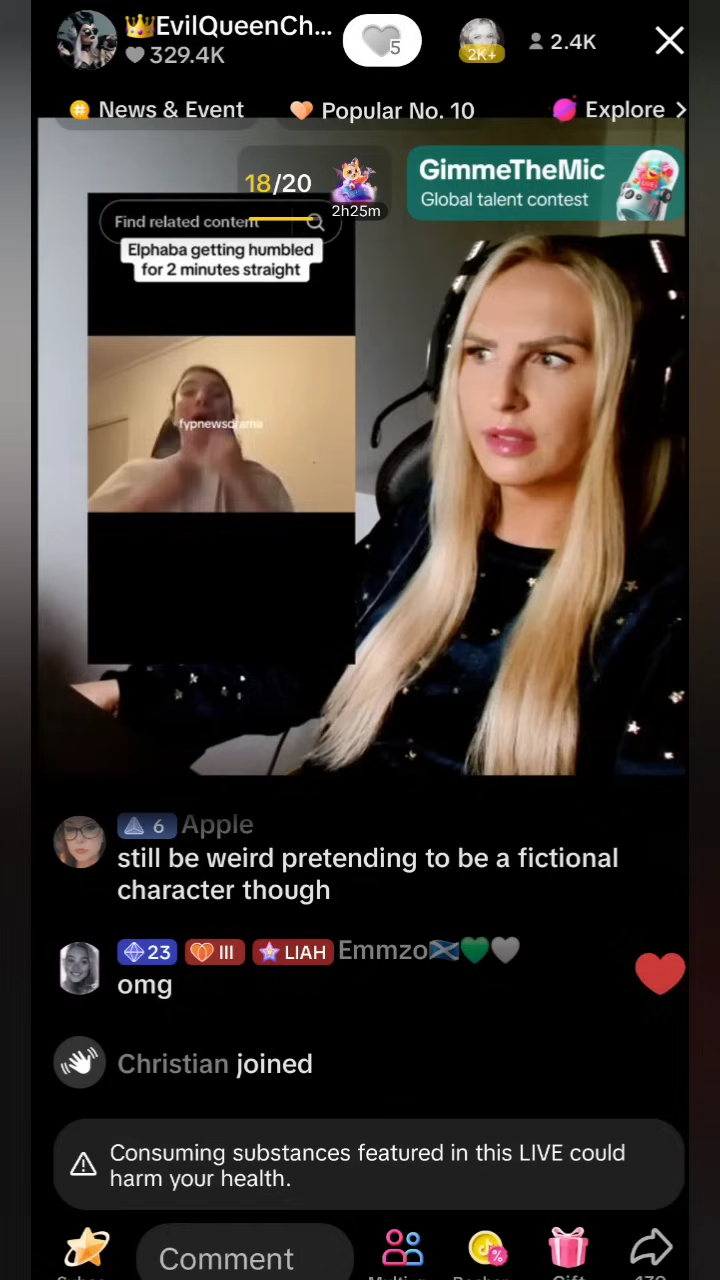 👑EvilQueenCh...
329.4K
5
2K+
2.4K
News & Event
Popular No. 10
Explore >
18/20
2h25m
GimmeTheMic
Global talent contest
Find related content
Elphaba getting humbled
for 2 minutes straight
fypnewsdrama
LIVE
6 Apple
still be weird pretending to be a fictional
character though
23 III LIAH Emmzo🏴󠁧󠁢󠁳󠁣󠁴󠁿💚🤍
omg
Christian joined
Consuming substances featured in this LIVE could
harm your health.
Comment